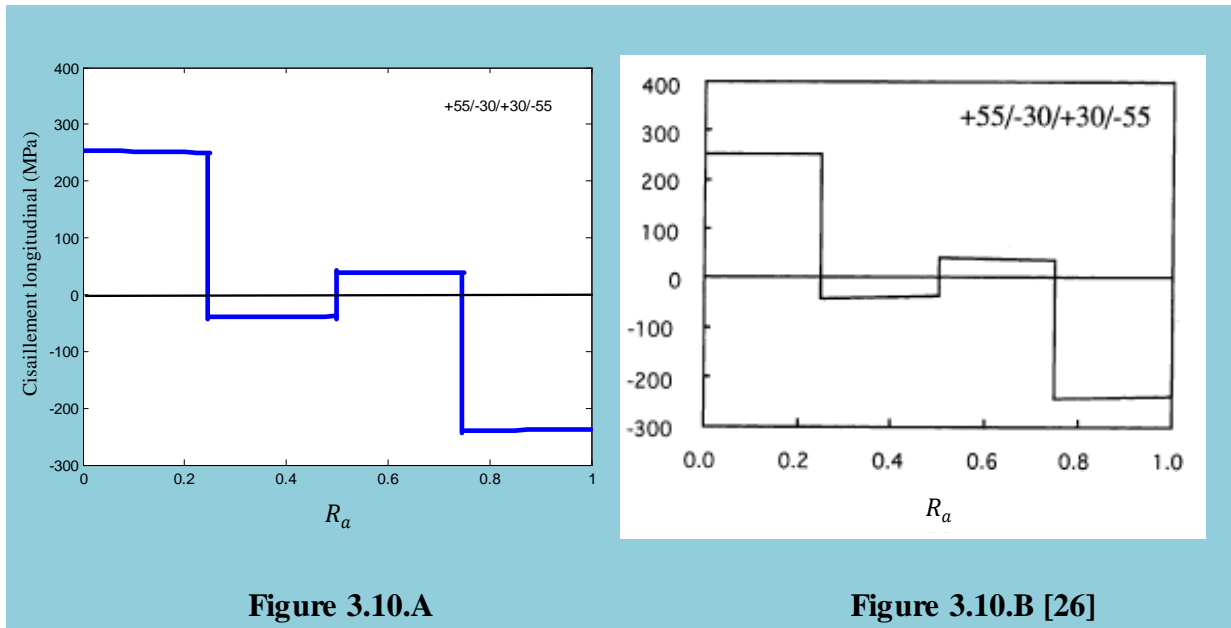 400
300
200
100
0
-100
-200
-300
Cisaillement longitudinal (MPa)
+55/-30/+30/-55
0 0.2 0.4 0.6 0.8 1
R_a
400
300
200
100
0
-100
-200
-300
+55/-30/+30/-55
0.0 0.2 0.4 0.6 0.8 1.0
R_a
Figure 3.10.A
Figure 3.10.B [26]